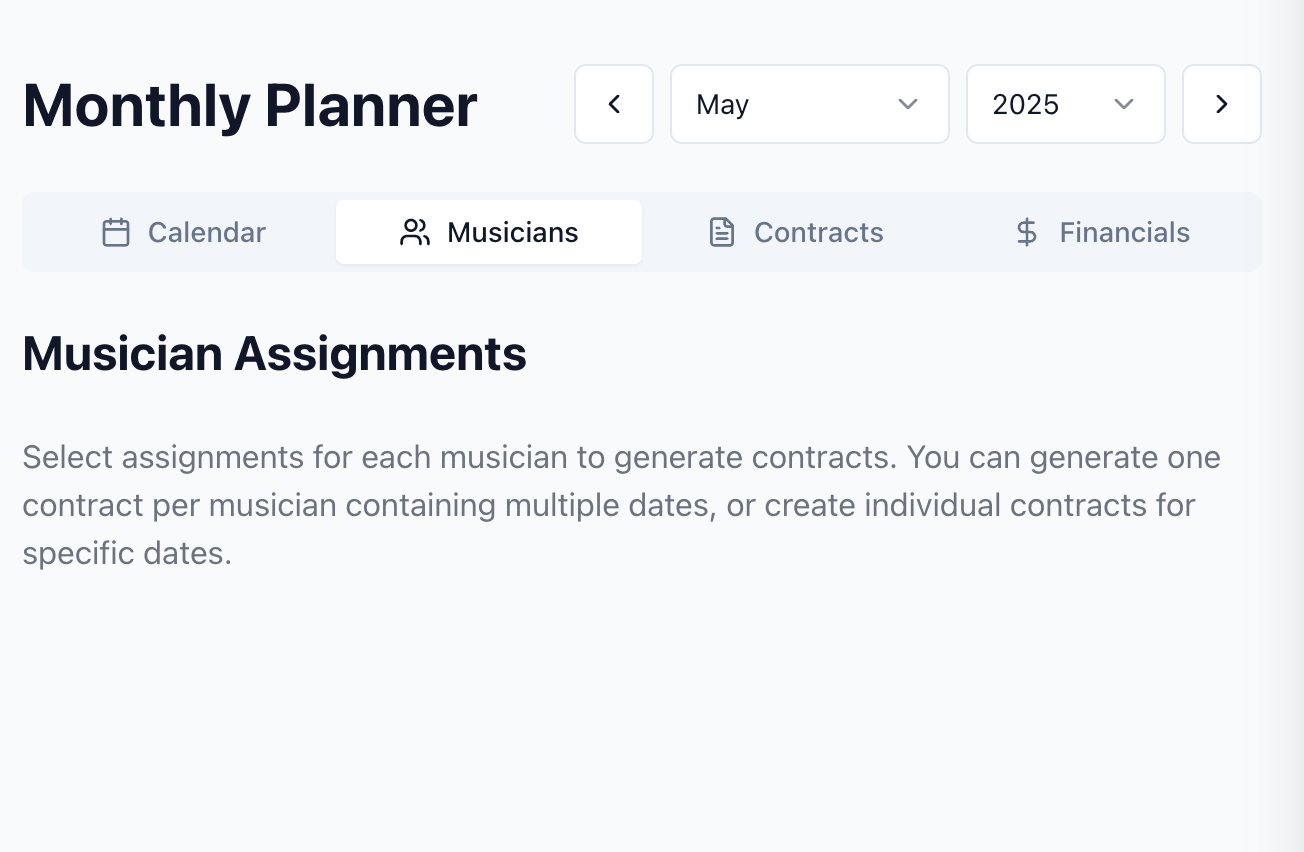 Monthly Planner
May
2025
Calendar
Musicians
Contracts
Financials
Musician Assignments
Select assignments for each musician to generate contracts. You can generate one
contract per musician containing multiple dates, or create individual contracts for
specific dates.